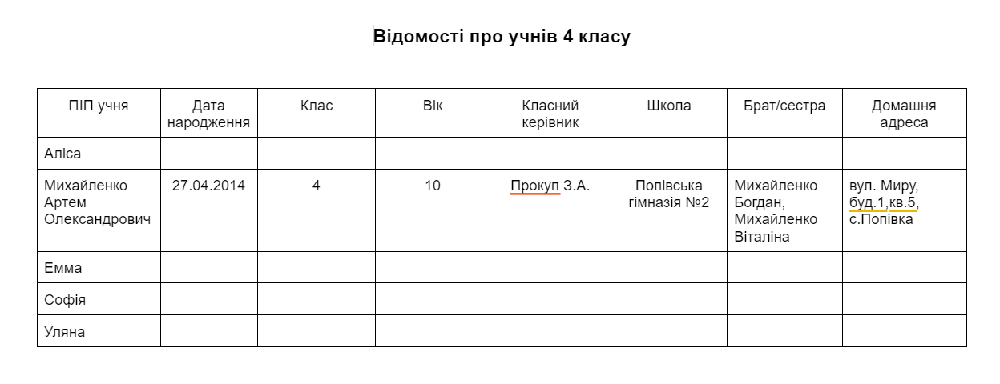 Відомості про учнів 4 класу
ПІП учня
Дата
народження
Клас
Вік
Класний
керівник
Школа
Брат/сестра
Домашня
адреса
Аліса
Михайленко
Артем
Олександрович
27.04.2014
4
10
Прокуп З.А.
Попівська
гімназія №2
Михайленко
Богдан,
Михайленко
Віталіна
вул. Миру,
буд.1,кв.5,
с.Попівка
Емма
Софія
Уляна